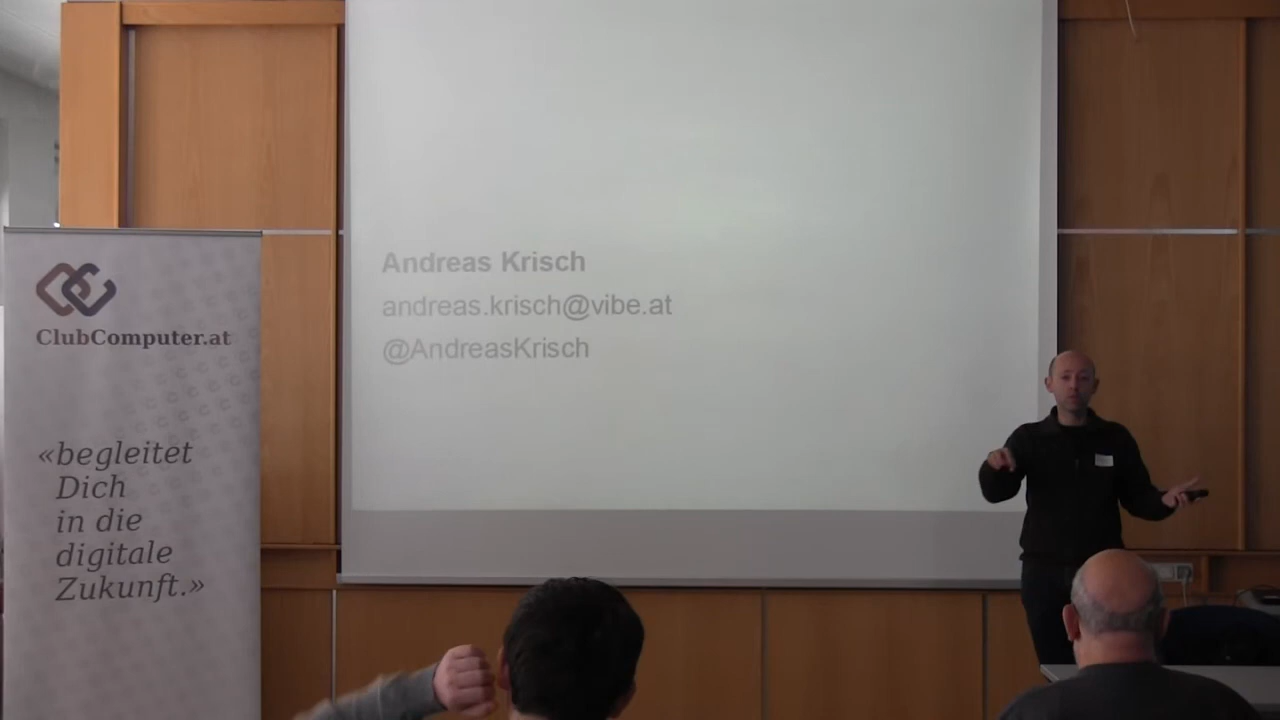 Andreas Krisch
andreas.krisch@vibe.at
@AndreasKrisch
ClubComputer.at
«begleitet
Dich
in die
digitale
Zukunft.»